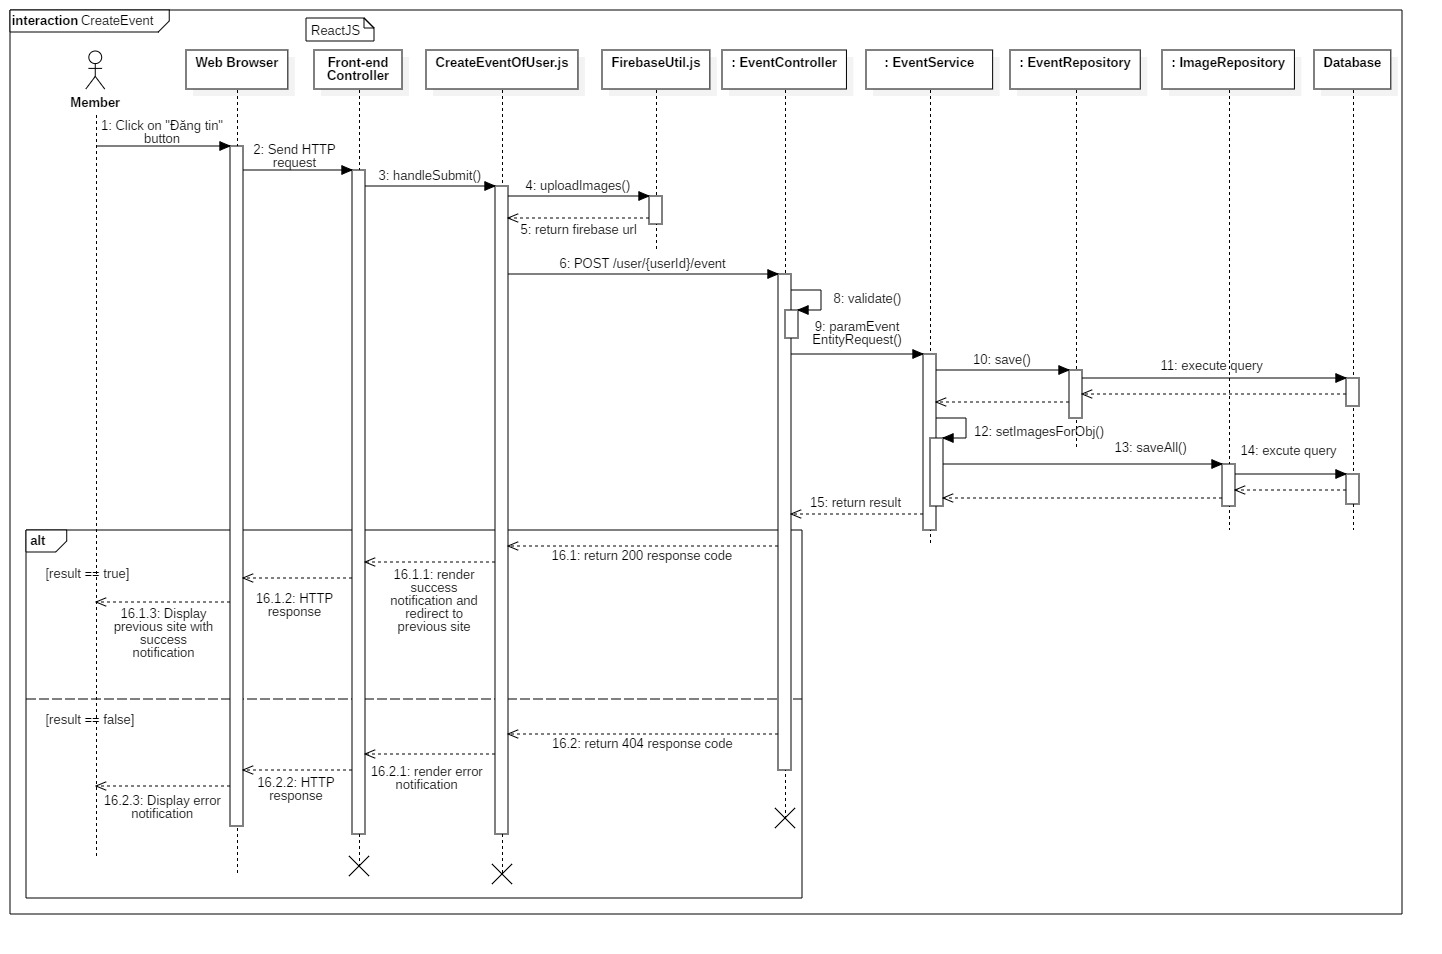 interaction CreateEvent
ReactJS
Member
Web Browser
Front-end
Controller
CreateEventOfUser.js
FirebaseUtil.js
: EventController
: EventService
: EventRepository
: ImageRepository
Database
1: Click on "Đăng tin"
button
2: Send HTTP
request
3: handleSubmit()
4: uploadImages()
5: return firebase url
6: POST /user/{userId}/event
8: validate()
9: paramEvent
EntityRequest()
10: save()
11: execute query
12: setImagesForObj()
13: saveAll()
14: excute query
15: return result
alt
[result == true]
16.1: return 200 response code
16.1.1: render
success
notification and
redirect to
previous site
16.1.2: HTTP
response
16.1.3: Display
previous site with
success
notification
[result == false]
16.2: return 404 response code
16.2.1: render error
notification
16.2.2: HTTP
response
16.2.3: Display error
notification